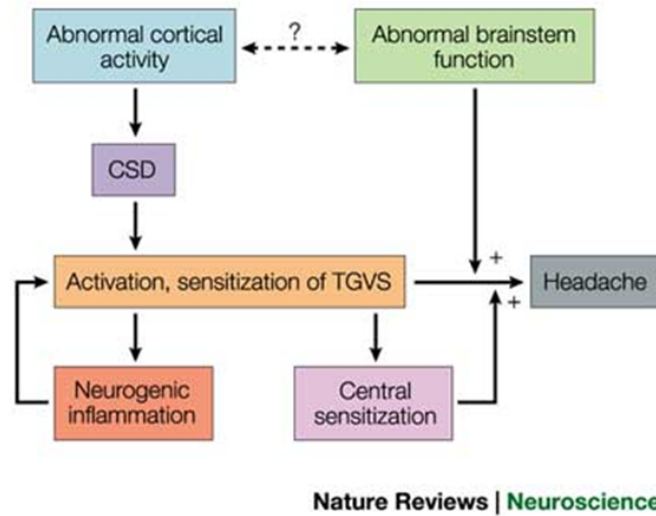 Abnormal cortical
activity
?
Abnormal brainstem
function
CSD
+
Activation, sensitization of TGVS
Headache
+
Neurogenic
inflammation
Central
sensitization
Nature Reviews | Neuroscience